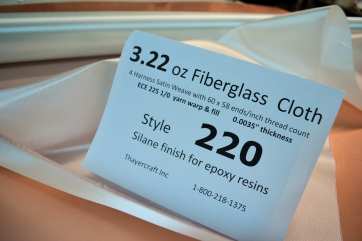 3.22 oz Fiberglass Cloth
4 Harness Satin Weave with 60 x 58 ends/inch thread count
ECE 225 1/0 yarn warp & fill 0.0035" thickness
Style 220
Silane finish for epoxy resins
Thayercraft Inc 1-800-218-1375